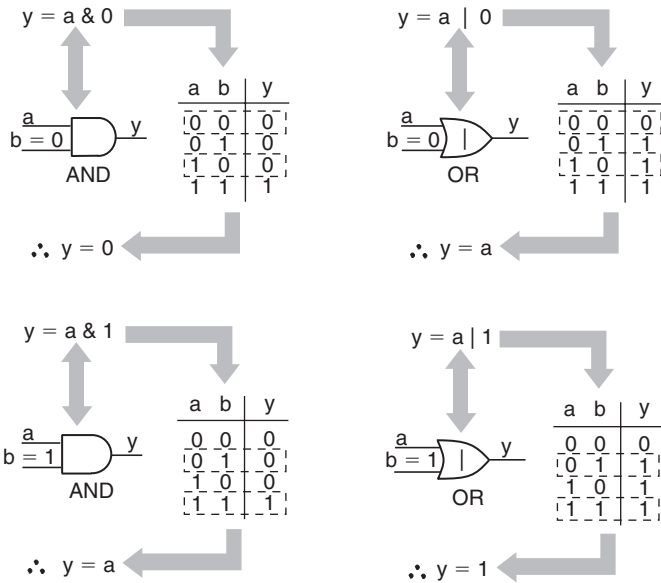 y = a & 0
a b y
0 0 0
0 1 0
1 0 0
1 1 1
a
b = 0
y
AND
∴ y = 0
y = a | 0
a b y
0 0 0
0 1 1
1 0 1
1 1 1
a
b = 0
|
y
OR
∴ y = a
y = a & 1
a b y
0 0 0
0 1 0
1 0 0
1 1 1
a
b = 1
y
AND
∴ y = a
y = a | 1
a b y
0 0 0
0 1 1
1 0 1
1 1 1
a
b = 1
|
y
OR
∴ y = 1